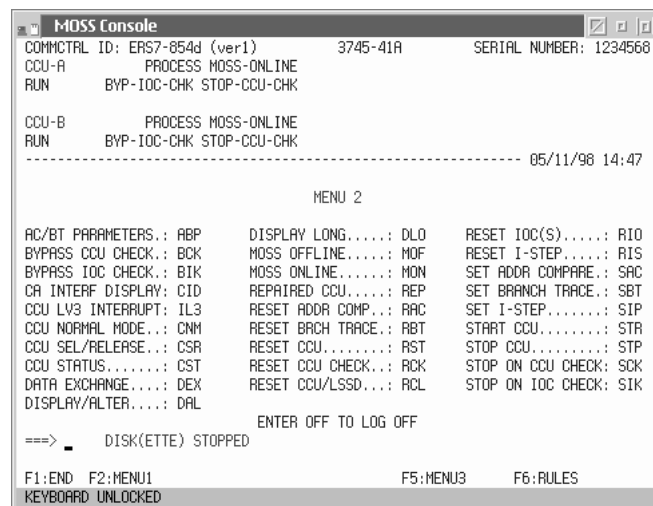 MOSS Console
COMMCTRL ID: ERS7-854d (ver1) 3745-41A SERIAL NUMBER: 1234568
CCU-A PROCESS MOSS-ONLINE
RUN BYP-IOC-CHK STOP-CCU-CHK
CCU-B PROCESS MOSS-ONLINE
RUN BYP-IOC-CHK STOP-CCU-CHK
---------------------------------------------------------------- 05/11/98 14:47
MENU 2
AC/BT PARAMETERS.: ABP DISPLAY LONG.....: DLO RESET IOC(S).....: RIO
BYPASS CCU CHECK.: BCK MOSS OFFLINE.....: MOF RESET I-STEP.....: RIS
BYPASS IOC CHECK.: BIK MOSS ONLINE......: MON SET ADDR COMPARE.: SAC
CA INTERF DISPLAY: CID REPAIRED CCU.....: REP SET BRANCH TRACE.: SBT
CCU LV3 INTERRUPT: IL3 RESET ADDR COMP..: RAC SET I-STEP.......: SIP
CCU NORMAL MODE..: CNM RESET BRCH TRACE.: RBT START CCU........: STR
CCU SEL/RELEASE..: CSR RESET CCU........: RST STOP CCU.........: STP
CCU STATUS.......: CST RESET CCU CHECK..: RCK STOP ON CCU CHECK: SCK
DATA EXCHANGE....: DEX RESET CCU/LSSD...: RCL STOP ON IOC CHECK: SIK
DISPLAY/ALTER....: DAL
ENTER OFF TO LOG OFF
===> _ DISK(ETTE) STOPPED
F1:END F2:MENU1 F5:MENU3 F6:RULES
KEYBOARD UNLOCKED